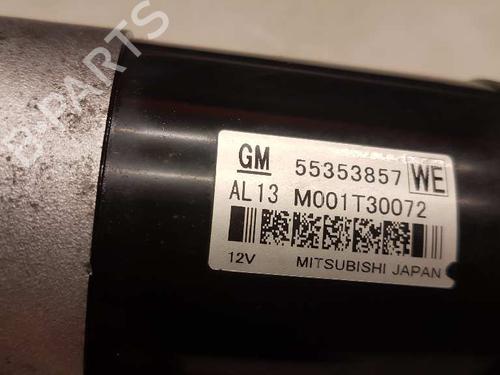 B-PARTS
GM 55353857 WE
AL13 M001T30072
12V MITSUBISHI JAPAN